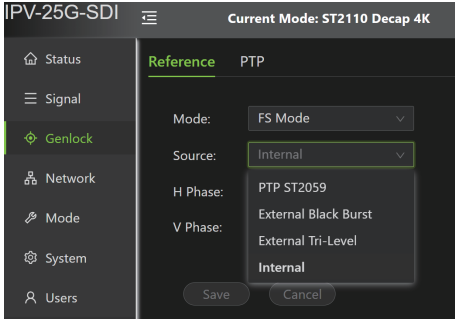 IPV-25G-SDI
Current Mode: ST2110 Decap 4K
Status
Signal
Genlock
Network
Mode
System
Users
Reference PTP
Mode: FS Mode
Source: Internal
H Phase:
V Phase:
PTP ST2059
External Black Burst
External Tri-Level
Internal
Save Cancel